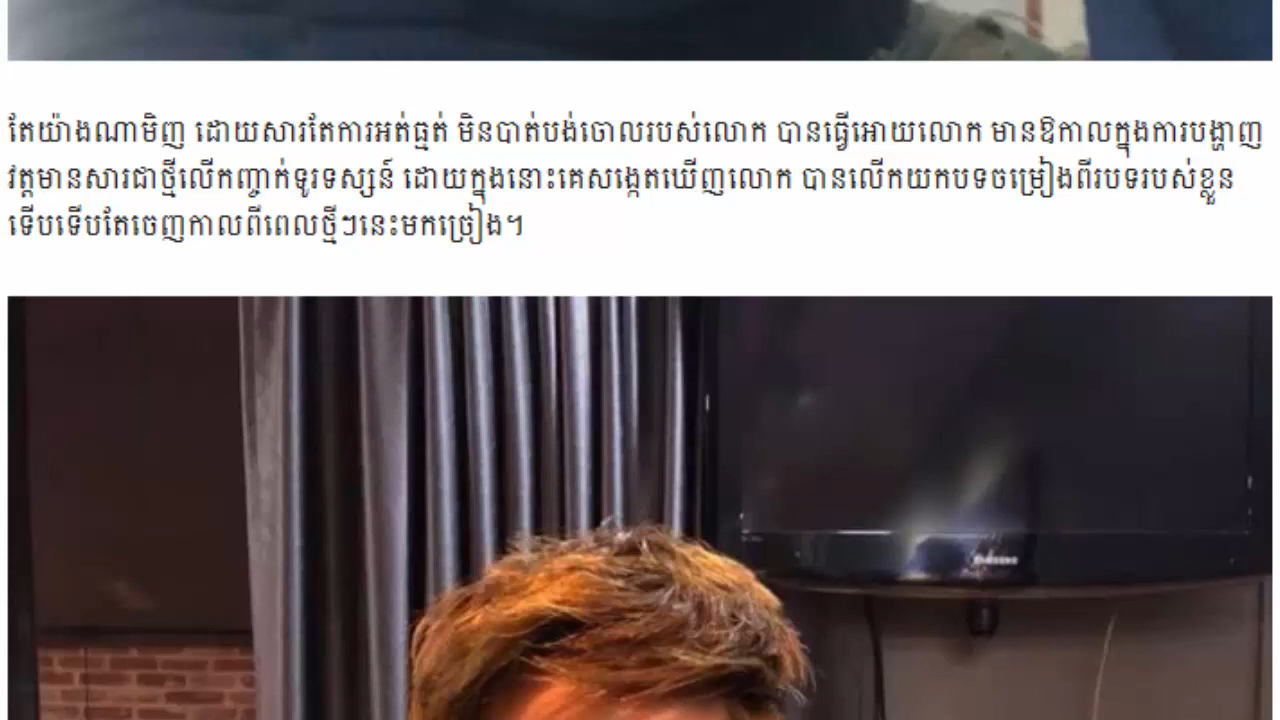 តែយ៉ាងណាមិញ ដោយសារតែការអត់ធ្មត់ មិនបាត់បង់ចោលរបស់លោក បានធ្វើអោយលោក មានឱកាលក្នុងការបង្ហាញ
វត្តមានសារជាថ្មីលើកញ្ចាក់ទូរទស្សន៍ ដោយក្នុងនោះគេសង្កេតឃើញលោក បានលើកយកបទចម្រៀងពីរបទរបស់ខ្លួន
ទើបទើបតែចេញកាលពីពេលថ្មីៗនេះមកច្រៀង។
SAMSUNG